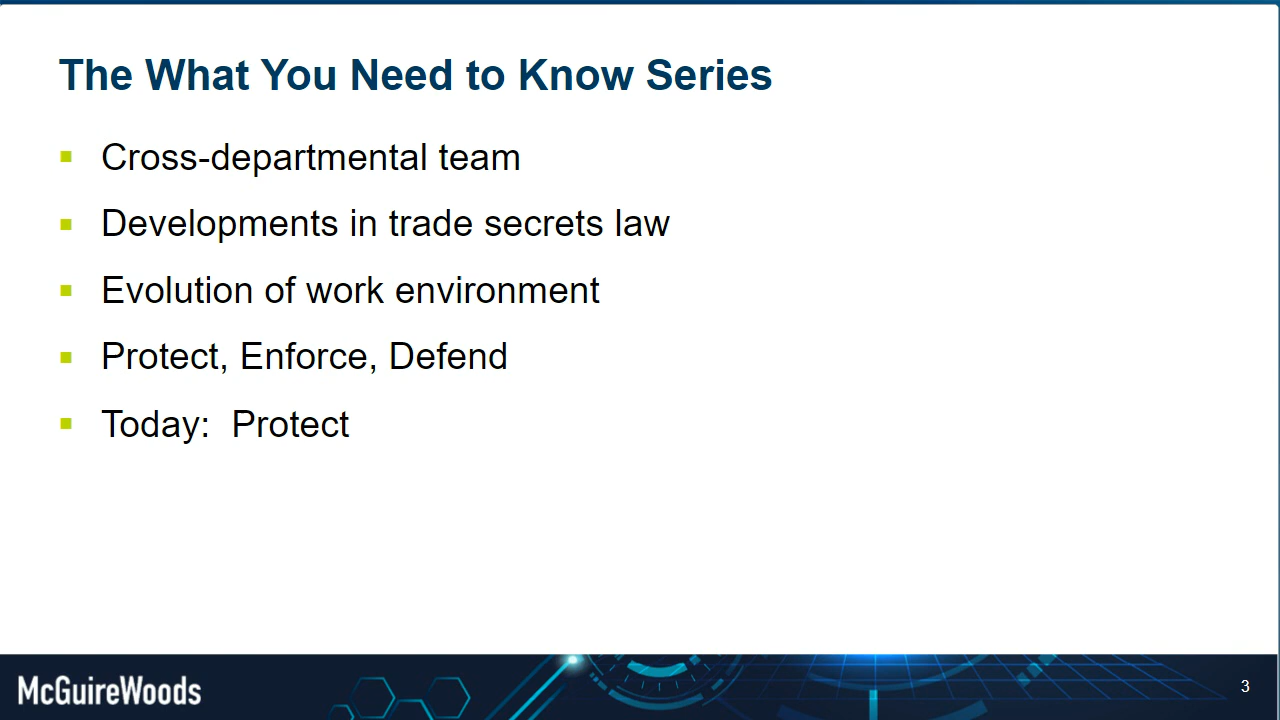 The What You Need to Know Series
Cross-departmental team
Developments in trade secrets law
Evolution of work environment
Protect, Enforce, Defend
Today:  Protect
McGuireWoods
3